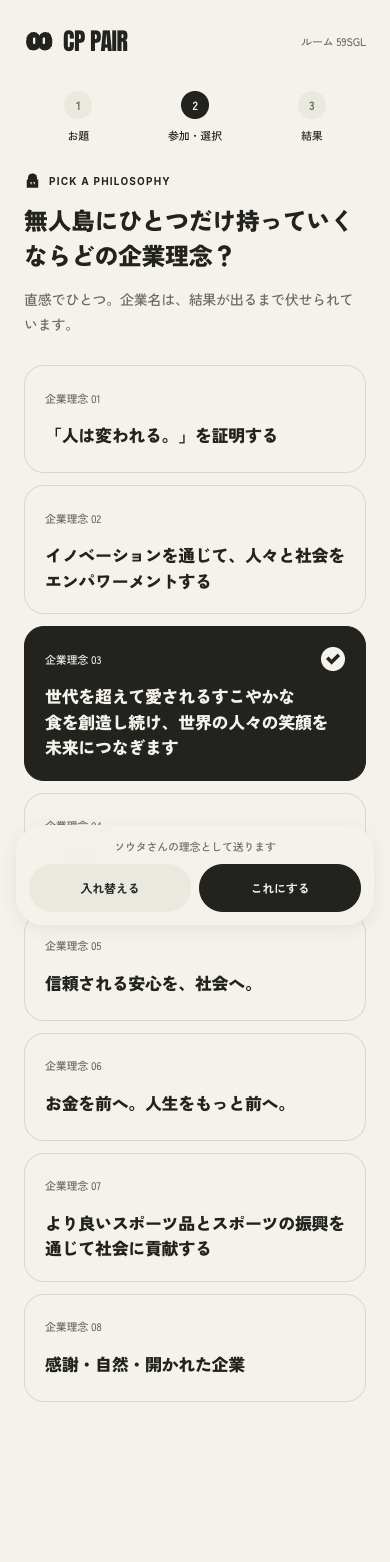 CP PAIR
ルーム 59SGL
1
2
3
お題
参加・選択
結果
PICK A PHILOSOPHY
無人島にひとつだけ持っていく
ならどの企業理念？
直感でひとつ。企業名は、結果が出るまで伏せられて
います。
企業理念 01
「人は変われる。」を証明する
企業理念 02
イノベーションを通じて、人々と社会を
エンパワーメントする
企業理念 03
世代を超えて愛されるすこやかな
食を創造し続け、世界の人々の笑顔を
未来につなぎます
企業理念 04
ソウタさんの理念として送ります
入れ替える
これにする
企業理念 05
信頼される安心を、社会へ。
企業理念 06
お金を前へ。人生をもっと前へ。
企業理念 07
より良いスポーツ品とスポーツの振興を
通じて社会に貢献する
企業理念 08
感謝・自然・開かれた企業